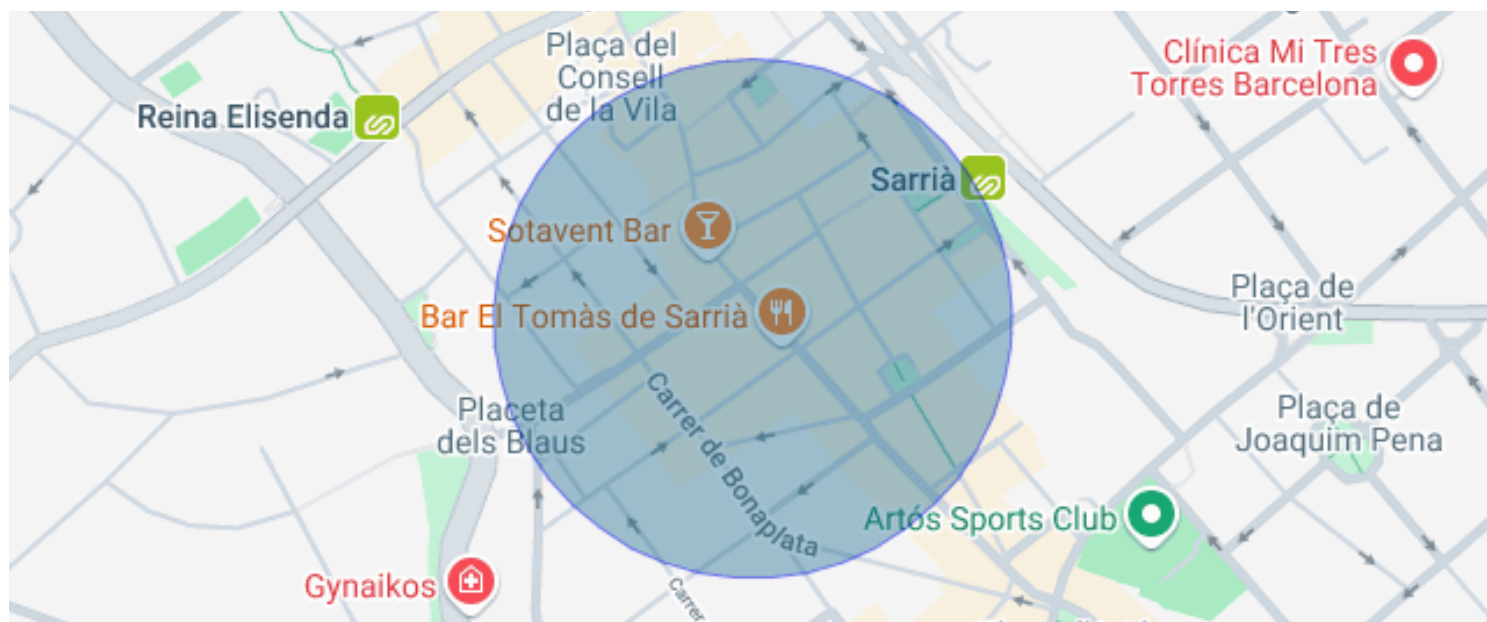 Plaça del
Consell
de la Vila
Clínica Mi Tres
Torres Barcelona
Reina Elisenda
Sarrià
Sotavent Bar
Bar El Tomàs de Sarrià
Plaça de
l'Orient
Placeta
dels Blaus
Carrer de Bonaplata
Plaça de
Joaquim Pena
Artós Sports Club
Gynaikos
Carrer